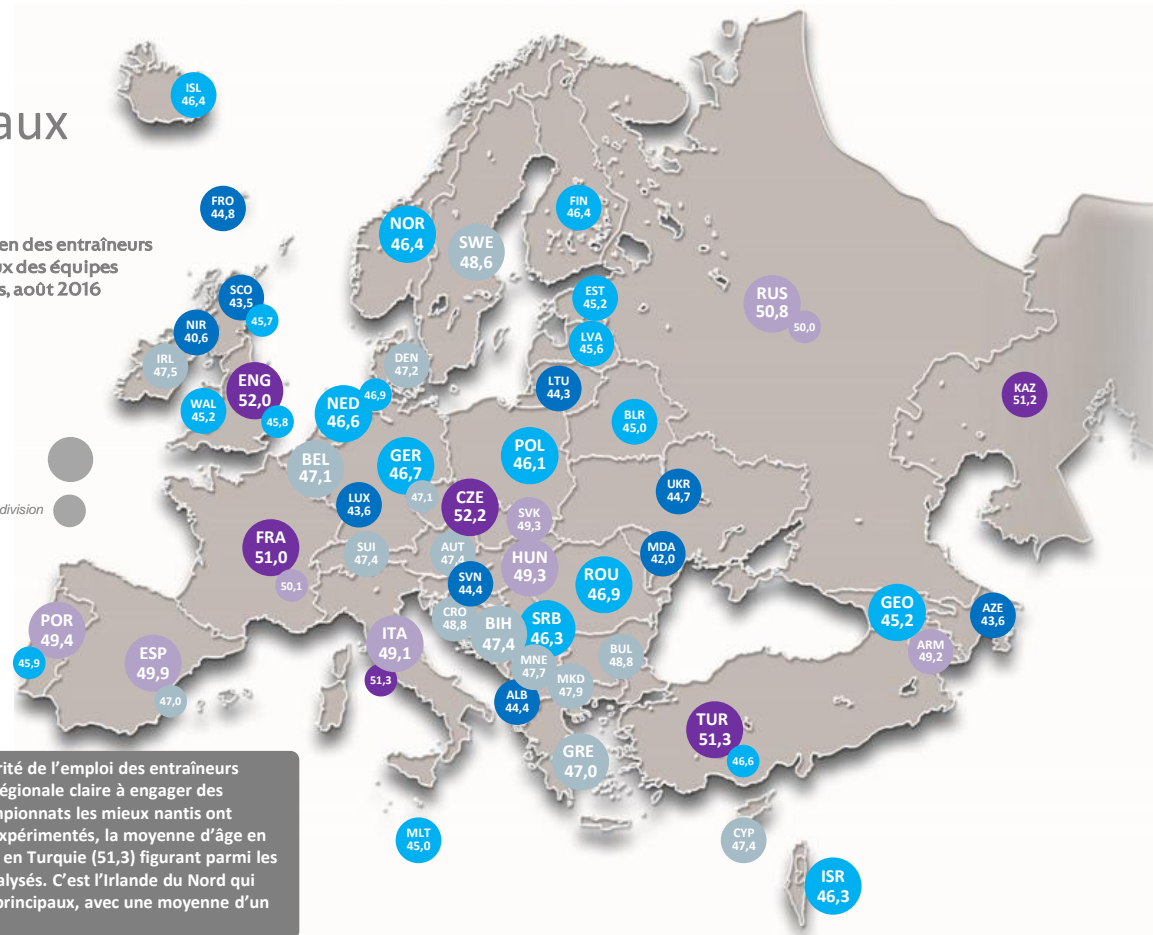 aux
en des entraîneurs
ux des équipes
s, août 2016
division
ISL
46,4
FRO
44,8
NOR
46,4
SWE
48,6
FIN
46,4
SCO
43,5
45,7
NIR
40,6
IRL
47,5
ENG
52,0
45,8
WAL
45,2
DEN
47,2
EST
45,2
LVA
45,6
LTU
44,3
RUS
50,8
50,0
KAZ
51,2
NED
46,6
46,9
BLR
45,0
BEL
47,1
GER
46,7
47,1
POL
46,1
LUX
43,6
CZE
52,2
SVK
49,3
UKR
44,7
FRA
51,0
50,1
SUI
47,4
AUT
47,4
HUN
49,3
MDA
42,0
SVN
44,4
ROU
46,9
CRO
48,8
BIH
47,4
SRB
46,3
GEO
45,2
AZE
43,6
ARM
49,2
POR
49,4
45,9
ESP
49,9
47,0
ITA
49,1
51,3
MNE
47,7
BUL
48,8
MKD
47,9
ALB
44,4
GRE
47,0
TUR
51,3
46,6
MLT
45,0
CYP
47,4
ISR
46,3
rité de l’emploi des entraîneurs
égionale claire à engager des
mpionnats les mieux nantis ont
expérimentés, la moyenne d’âge en
en Turquie (51,3) figurant parmi les
alysés. C’est l’Irlande du Nord qui
principaux, avec une moyenne d’un